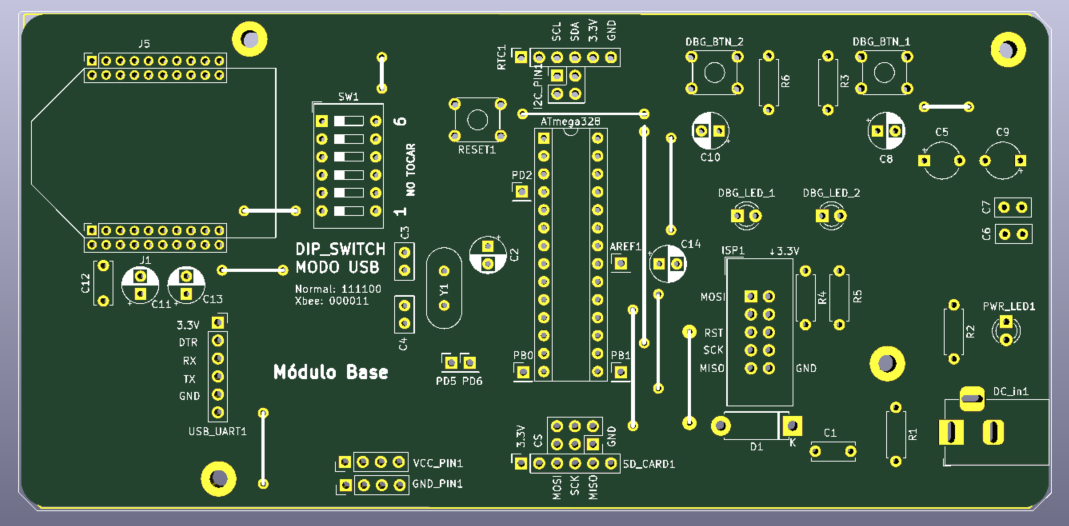 J5
SCL
SDA
3.3V
GND
RTC1
I2C_PIN1
DBG_BTN_2
DBG_BTN_1
R6
R3
SW1
6
NO TOCAR
1
RESET1
ATmega328
C10
C8
C5
C9
PD2
DBG_LED_1
DBG_LED_2
C7
C6
DIP_SWITCH
MODO USB
Normal: 111100
Xbee: 000011
C3
C2
AREF1
C14
ISP1
+3.3V
J1
C12
C11
C13
Y1
MOSI
RST
SCK
MISO
GND
R4
R5
PWR_LED1
R2
3.3V
DTR
RX
TX
GND
USB_UART1
C4
Módulo Base
PD5
PD6
PB0
PB1
DC_in1
D1
K
C1
R1
VCC_PIN1
GND_PIN1
3.3V
CS
GND
SD_CARD1
MOSI
SCK
MISO